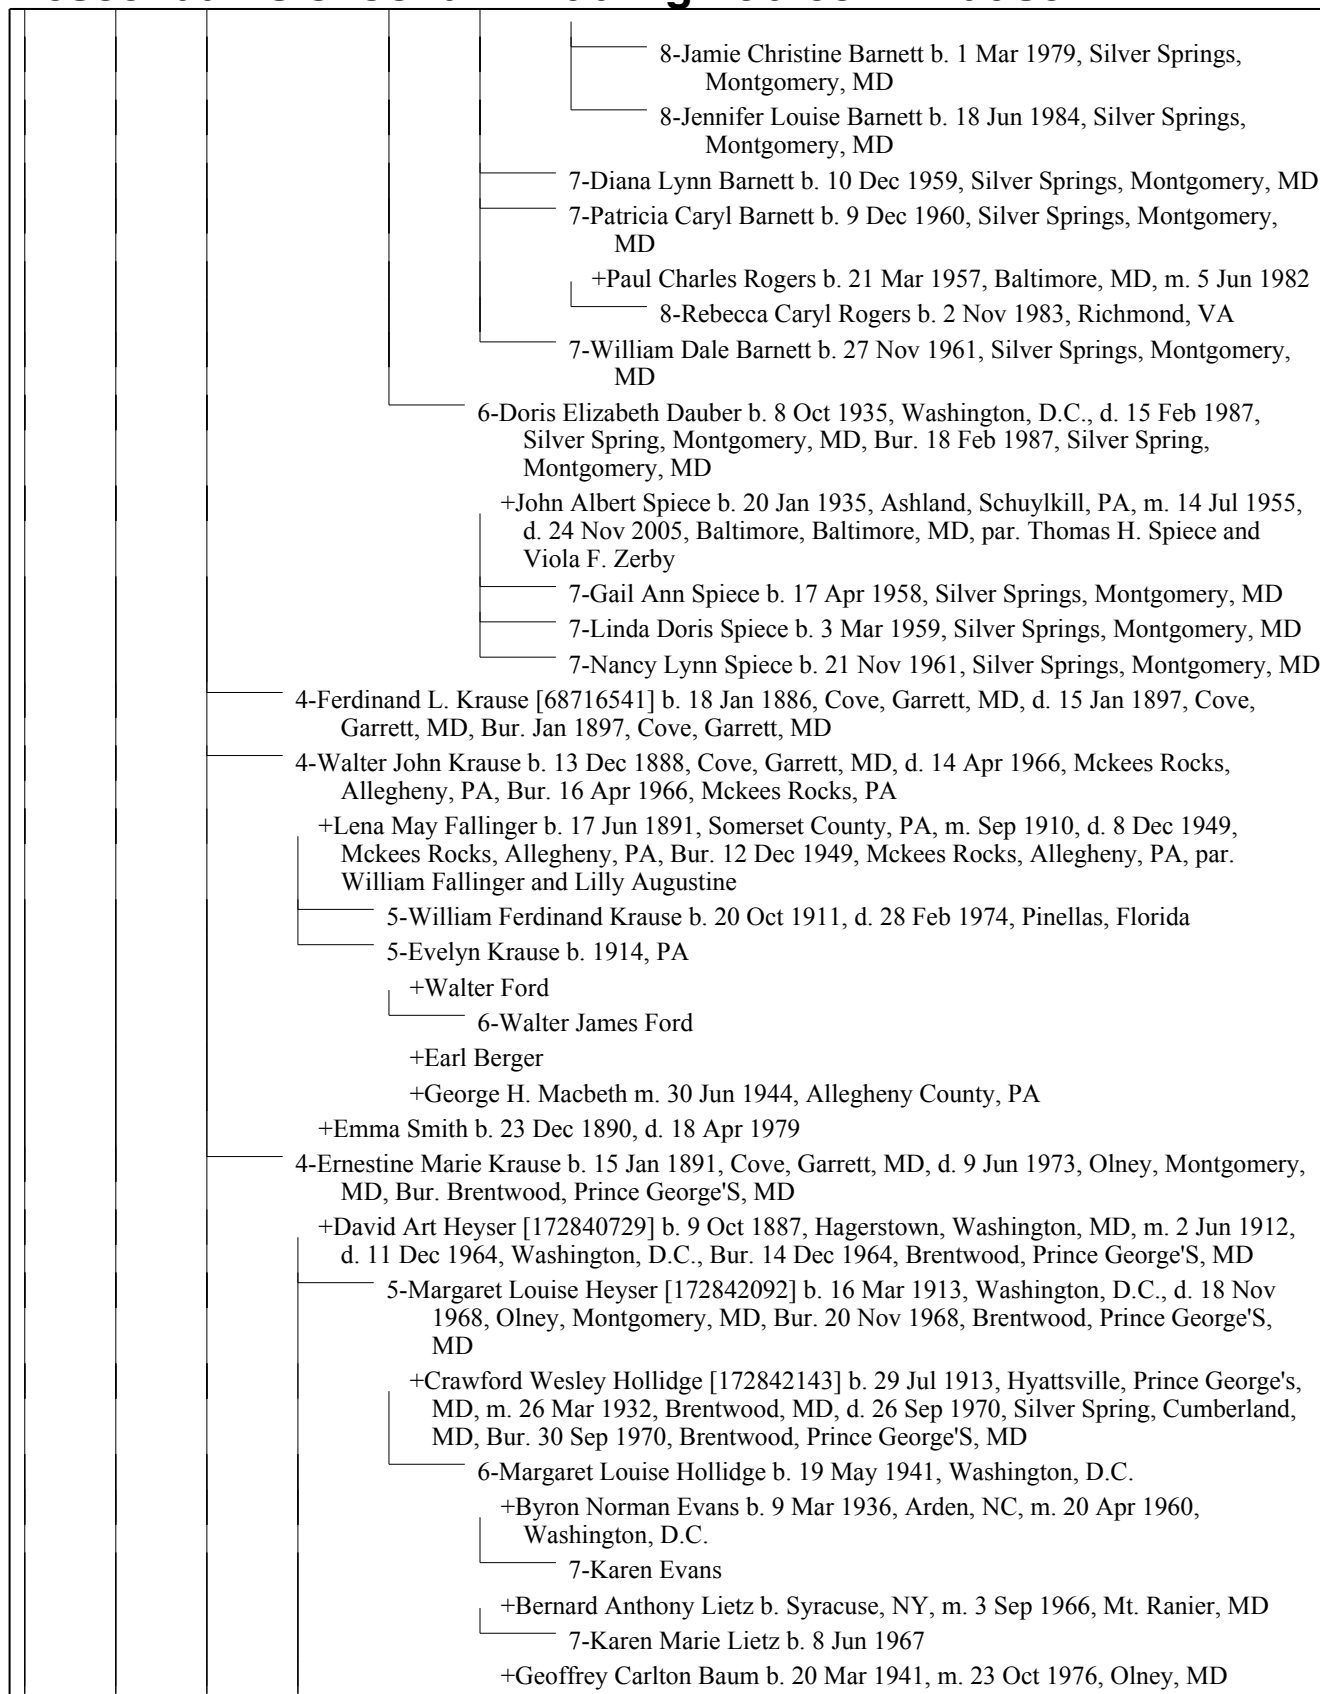 8-Jamie Christine Barnett b. 1 Mar 1979, Silver Springs,
Montgomery, MD
8-Jennifer Louise Barnett b. 18 Jun 1984, Silver Springs,
Montgomery, MD
7-Diana Lynn Barnett b. 10 Dec 1959, Silver Springs, Montgomery, MD
7-Patricia Caryl Barnett b. 9 Dec 1960, Silver Springs, Montgomery,
MD
+Paul Charles Rogers b. 21 Mar 1957, Baltimore, MD, m. 5 Jun 1982
8-Rebecca Caryl Rogers b. 2 Nov 1983, Richmond, VA
7-William Dale Barnett b. 27 Nov 1961, Silver Springs, Montgomery,
MD
6-Doris Elizabeth Dauber b. 8 Oct 1935, Washington, D.C., d. 15 Feb 1987,
Silver Spring, Montgomery, MD, Bur. 18 Feb 1987, Silver Spring,
Montgomery, MD
+John Albert Spiece b. 20 Jan 1935, Ashland, Schuylkill, PA, m. 14 Jul 1955,
d. 24 Nov 2005, Baltimore, Baltimore, MD, par. Thomas H. Spiece and
Viola F. Zerby
7-Gail Ann Spiece b. 17 Apr 1958, Silver Springs, Montgomery, MD
7-Linda Doris Spiece b. 3 Mar 1959, Silver Springs, Montgomery, MD
7-Nancy Lynn Spiece b. 21 Nov 1961, Silver Springs, Montgomery, MD
4-Ferdinand L. Krause [68716541] b. 18 Jan 1886, Cove, Garrett, MD, d. 15 Jan 1897, Cove,
Garrett, MD, Bur. Jan 1897, Cove, Garrett, MD
4-Walter John Krause b. 13 Dec 1888, Cove, Garrett, MD, d. 14 Apr 1966, Mckees Rocks,
Allegheny, PA, Bur. 16 Apr 1966, Mckees Rocks, PA
+Lena May Fallinger b. 17 Jun 1891, Somerset County, PA, m. Sep 1910, d. 8 Dec 1949,
Mckees Rocks, Allegheny, PA, Bur. 12 Dec 1949, Mckees Rocks, Allegheny, PA, par.
William Fallinger and Lilly Augustine
5-William Ferdinand Krause b. 20 Oct 1911, d. 28 Feb 1974, Pinellas, Florida
5-Evelyn Krause b. 1914, PA
+Walter Ford
6-Walter James Ford
+Earl Berger
+George H. Macbeth m. 30 Jun 1944, Allegheny County, PA
+Emma Smith b. 23 Dec 1890, d. 18 Apr 1979
4-Ernestine Marie Krause b. 15 Jan 1891, Cove, Garrett, MD, d. 9 Jun 1973, Olney, Montgomery,
MD, Bur. Brentwood, Prince George'S, MD
+David Art Heyser [172840729] b. 9 Oct 1887, Hagerstown, Washington, MD, m. 2 Jun 1912,
d. 11 Dec 1964, Washington, D.C., Bur. 14 Dec 1964, Brentwood, Prince George'S, MD
5-Margaret Louise Heyser [172842092] b. 16 Mar 1913, Washington, D.C., d. 18 Nov
1968, Olney, Montgomery, MD, Bur. 20 Nov 1968, Brentwood, Prince George'S,
MD
+Crawford Wesley Hollidge [172842143] b. 29 Jul 1913, Hyattsville, Prince George's,
MD, m. 26 Mar 1932, Brentwood, MD, d. 26 Sep 1970, Silver Spring, Cumberland,
MD, Bur. 30 Sep 1970, Brentwood, Prince George'S, MD
6-Margaret Louise Hollidge b. 19 May 1941, Washington, D.C.
+Byron Norman Evans b. 9 Mar 1936, Arden, NC, m. 20 Apr 1960,
Washington, D.C.
7-Karen Evans
+Bernard Anthony Lietz b. Syracuse, NY, m. 3 Sep 1966, Mt. Ranier, MD
7-Karen Marie Lietz b. 8 Jun 1967
+Geoffrey Carlton Baum b. 20 Mar 1941, m. 23 Oct 1976, Olney, MD